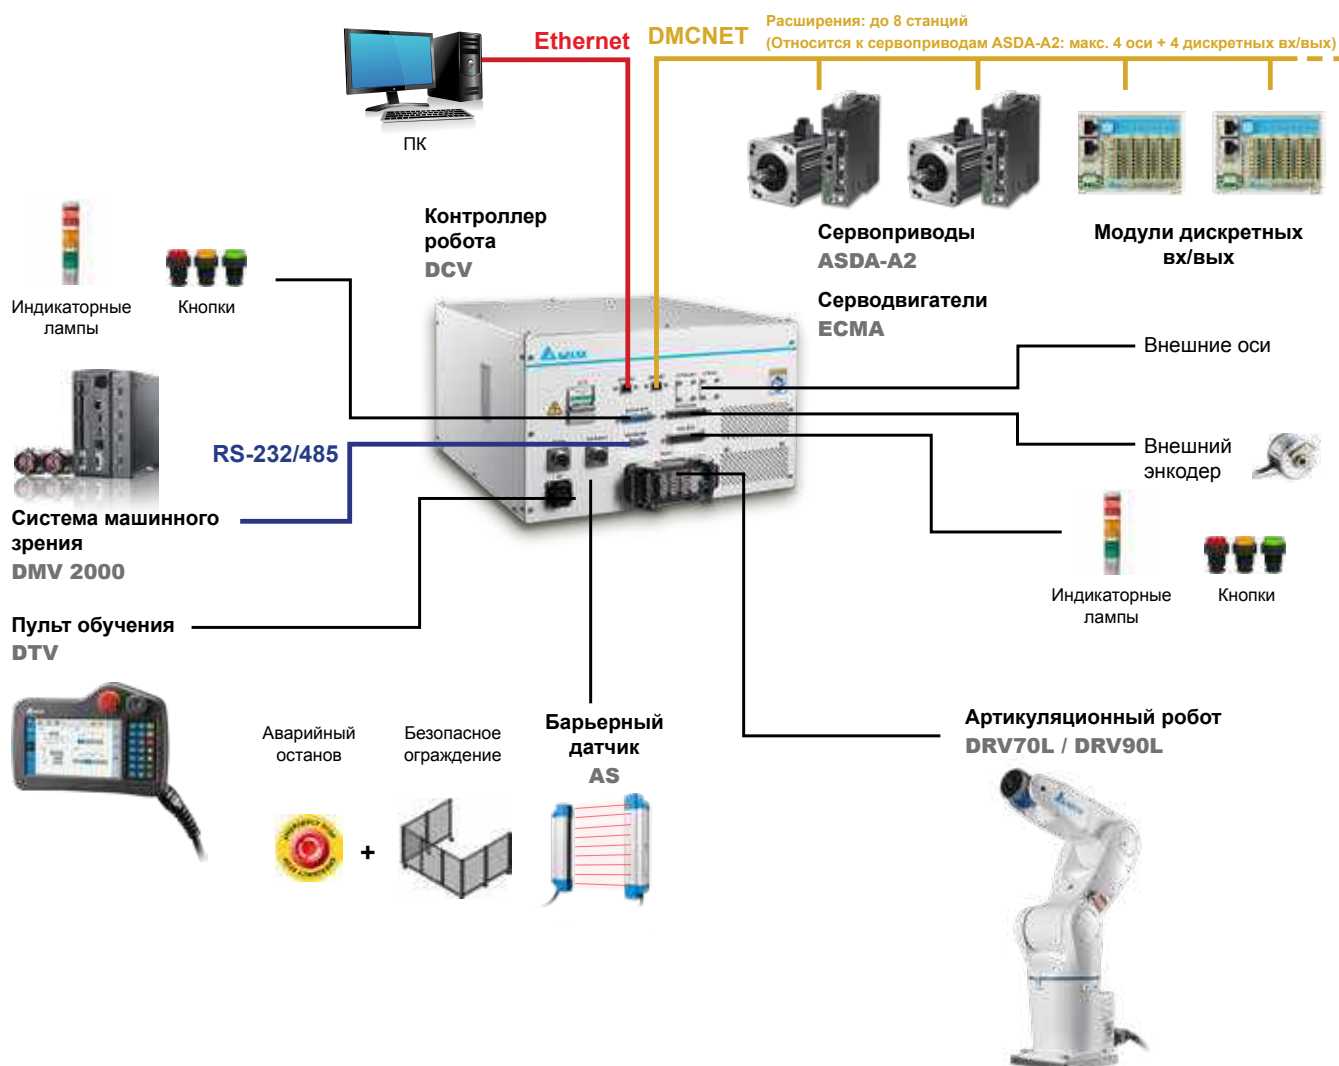 Расширения: до 8 станций
Ethernet
DMCNET
(Относится к сервоприводам ASDA-A2: макс. 4 оси + 4 дискретных вх/вых)
ПК
Контроллер
робота
DCV
Сервоприводы
ASDA-A2
Модули дискретных
вх/вых
Серводвигатели
ECMA
Индикаторные
лампы
Кнопки
Внешние оси
RS-232/485
Внешний
энкодер
Система машинного
зрения
DMV 2000
Индикаторные
лампы
Кнопки
Пульт обучения
DTV
Аварийный
останов
Безопасное
ограждение
Барьерный
датчик
AS
Артикуляционный робот
DRV70L / DRV90L
+